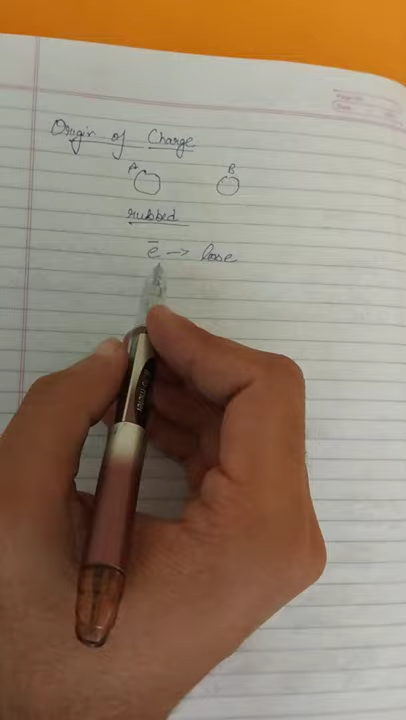 Origin of Charge
A B
rubbed
e̅ → lose